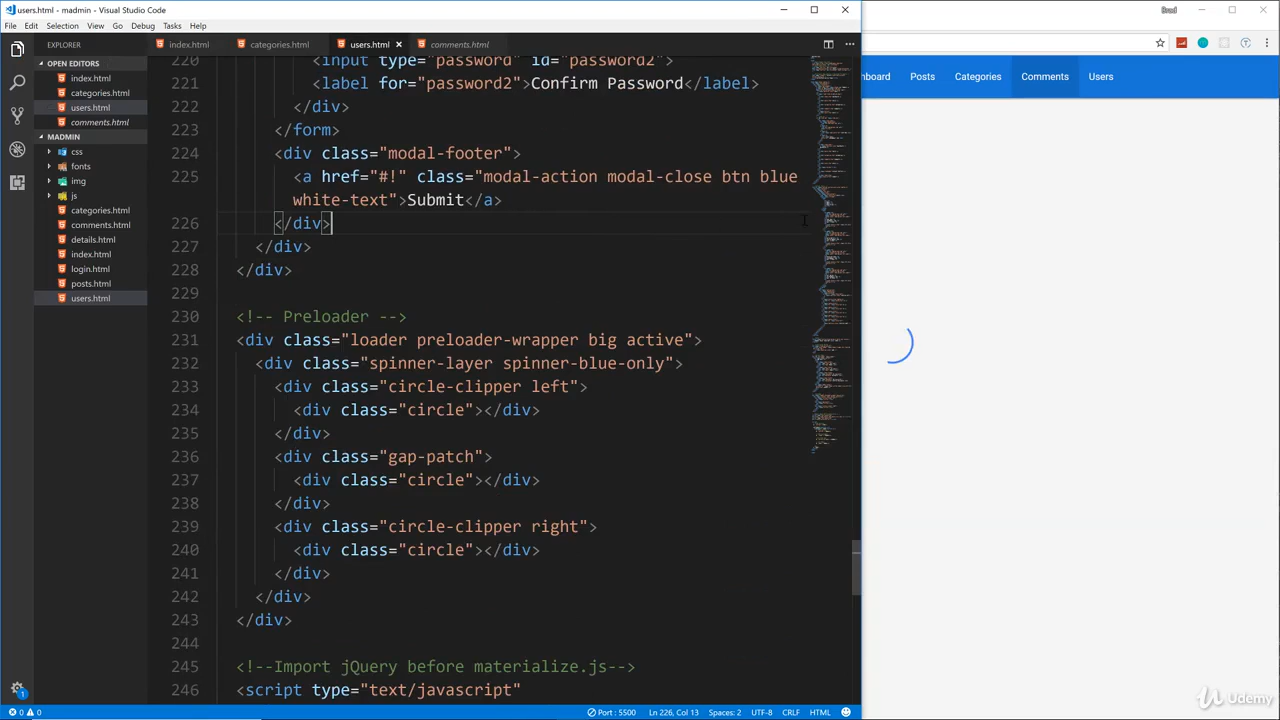 users.html - madmin - Visual Studio Code
Brad
File Edit Selection View Go Debug Tasks Help
EXPLORER
index.html categories.html users.html comments.html
OPEN EDITORS
index.html
categories.html
users.html
comments.html
MADMIN
css
fonts
img
js
categories.html
comments.html
details.html
index.html
login.html
posts.html
users.html
220 <input type="password" id="password2">
221 <label for="password2">Confirm Password</label>
222 </div>
223 </form>
224 <div class="modal-footer">
225 <a href="#!" class="modal-action modal-close btn blue
white-text">Submit</a>
226 </div>
227 </div>
228 </div>
229
230 <!-- Preloader -->
231 <div class="loader preloader-wrapper big active">
232 <div class="spinner-layer spinner-blue-only">
233 <div class="circle-clipper left">
234 <div class="circle"></div>
235 </div>
236 <div class="gap-patch">
237 <div class="circle"></div>
238 </div>
239 <div class="circle-clipper right">
240 <div class="circle"></div>
241 </div>
242 </div>
243 </div>
244
245 <!--Import jQuery before materialize.js-->
246 <script type="text/javascript"
hboard Posts Categories Comments Users
0 0 Port : 5500 Ln 226, Col 13 Spaces: 2 UTF-8 CRLF HTML
1
Udemy